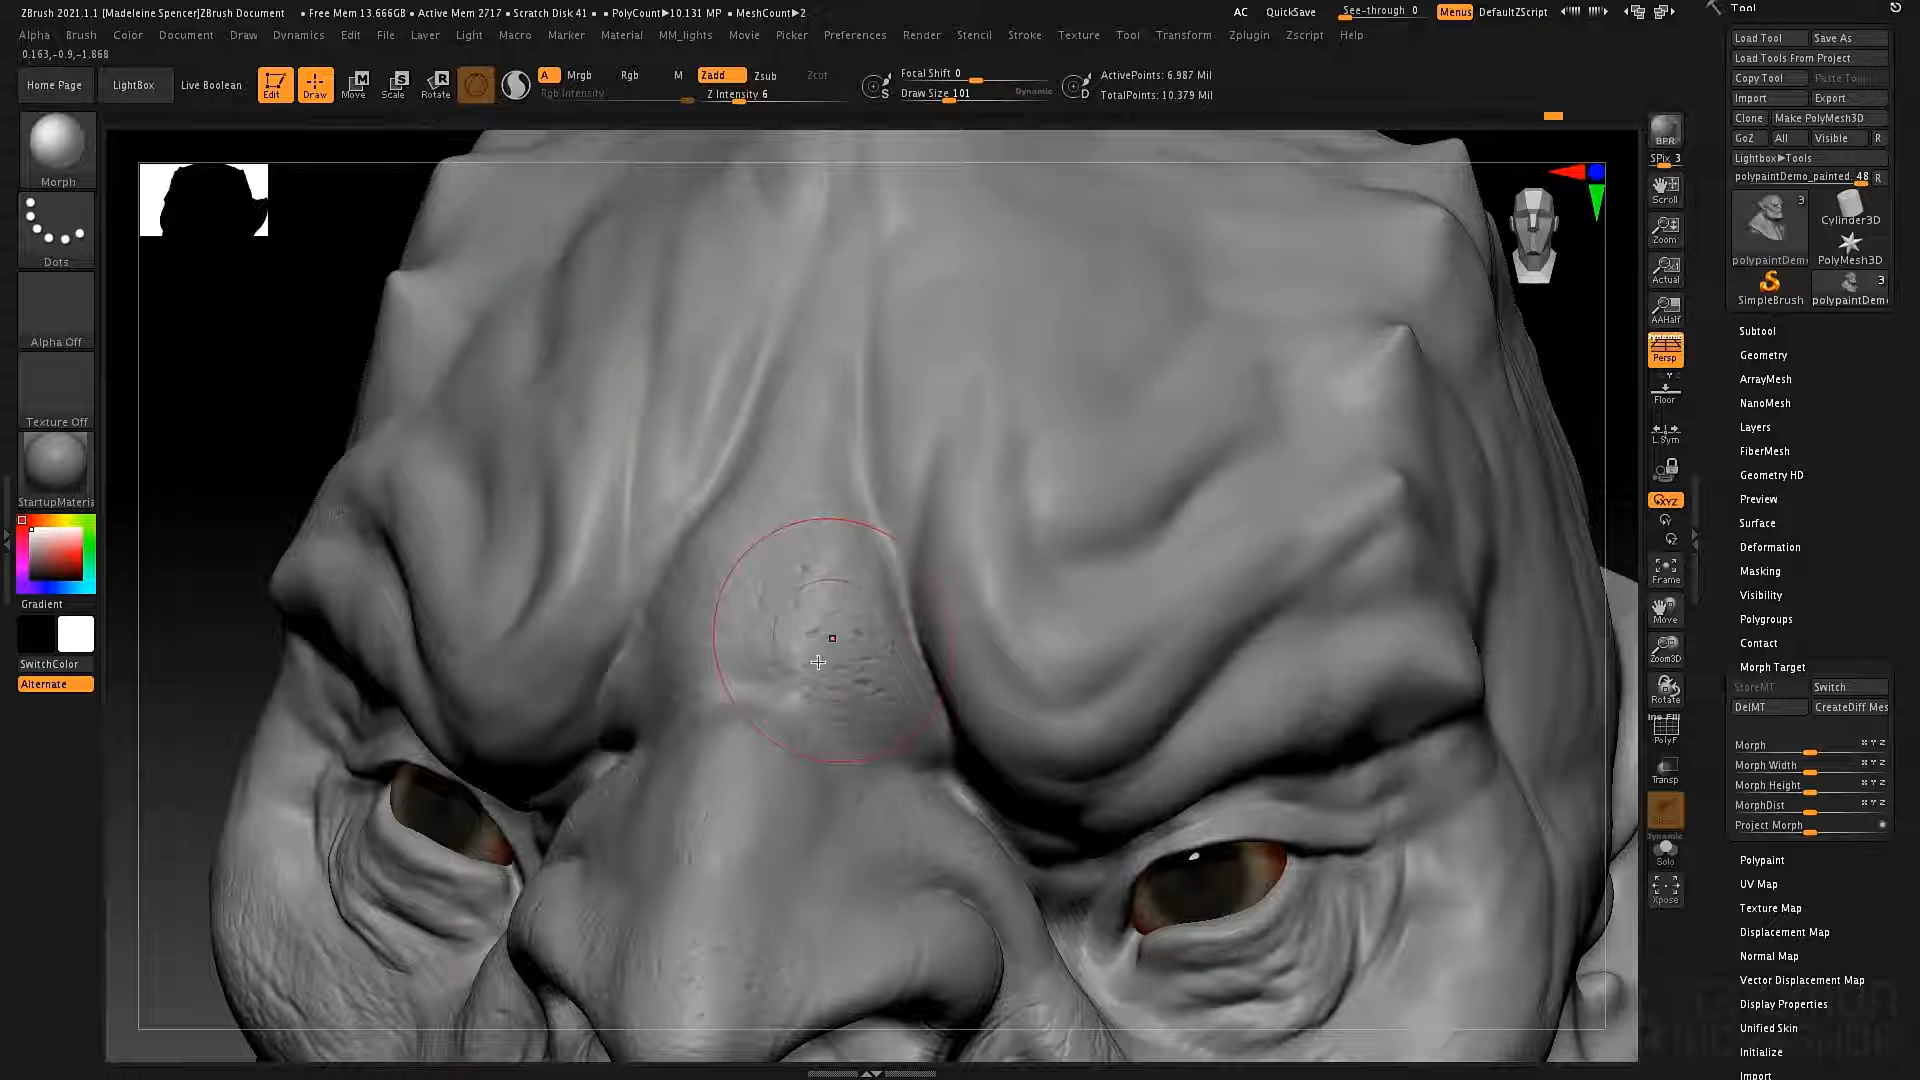 ZBrush 2021.1.1 [Madeleine Spencer]ZBrush Document • Free Mem 13.666GB • Active Mem 2717 • Scratch Disk 41 • • PolyCount▶10.131 MP • MeshCount▶2 AC QuickSave See-through 0 Menus DefaultZScript
Alpha Brush Color Document Draw Dynamics Edit File Layer Light Macro Marker Material MM_lights Movie Picker Preferences Render Stencil Stroke Texture Tool Transform Zplugin Zscript Help
0.163,-0.9,-1.868
Home Page LightBox Live Boolean Edit Draw Move Scale Rotate
A Mrgb Rgb M Zadd Zsub Zcut
Rgb Intensity Z Intensity 6
Focal Shift 0
Draw Size 101 Dynamic
ActivePoints: 6.987 Mil
TotalPoints: 10.379 Mil
Morph
Dots
Alpha Off
Texture Off
StartupMateria
Gradient
SwitchColor
Alternate
BPR
SPix 3
Scroll
Zoom
Actual
AAHalf
Dynamic
Persp
Floor
L.Sym
XYZ
Frame
Move
Zoom3D
Rotate
Line Fill
PolyF
Transp
Dynamic
Solo
Xpose
Tool
Load Tool Save As
Load Tools From Project
Copy Tool Paste Tool
Import Export
Clone Make PolyMesh3D
GoZ All Visible R
Lightbox▶Tools
polypaintDemo_painted. 48 R
3 Cylinder3D
polypaintDem PolyMesh3D
3
SimpleBrush polypaintDem
Subtool
Geometry
ArrayMesh
NanoMesh
Layers
FiberMesh
Geometry HD
Preview
Surface
Deformation
Masking
Visibility
Polygroups
Contact
Morph Target
StoreMT Switch
DelMT CreateDiff Mes
Morph X Y Z
Morph Width X Y Z
Morph Height X Y Z
MorphDist X Y Z
Project Morph
Polypaint
UV Map
Texture Map
Displacement Map
Normal Map
Vector Displacement Map
Display Properties
Unified Skin
Initialize
Import